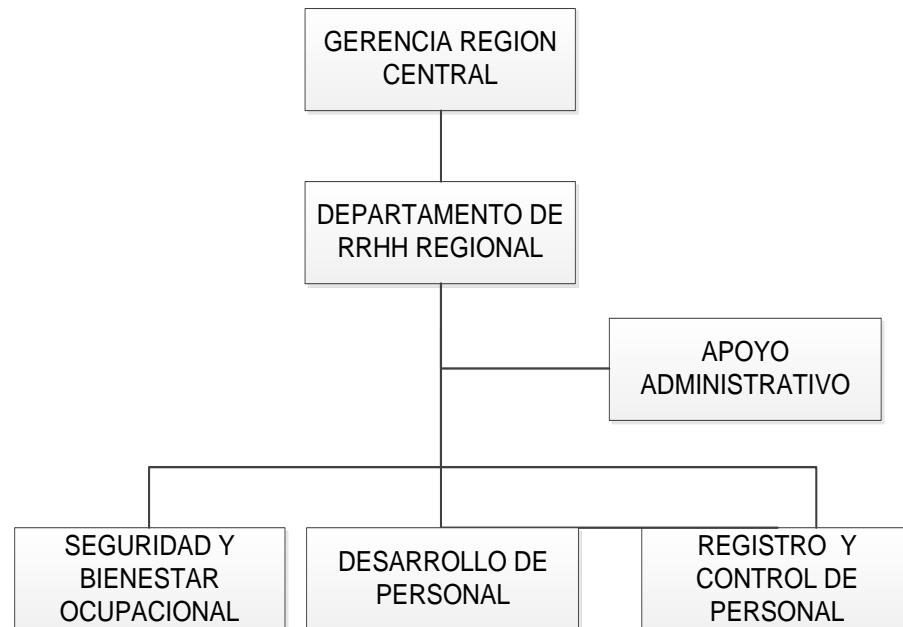 GERENCIA REGION
CENTRAL
DEPARTAMENTO DE
RRHH REGIONAL
APOYO
ADMINISTRATIVO
SEGURIDAD Y
BIENESTAR
OCUPACIONAL
DESARROLLO DE
PERSONAL
REGISTRO Y
CONTROL DE
PERSONAL